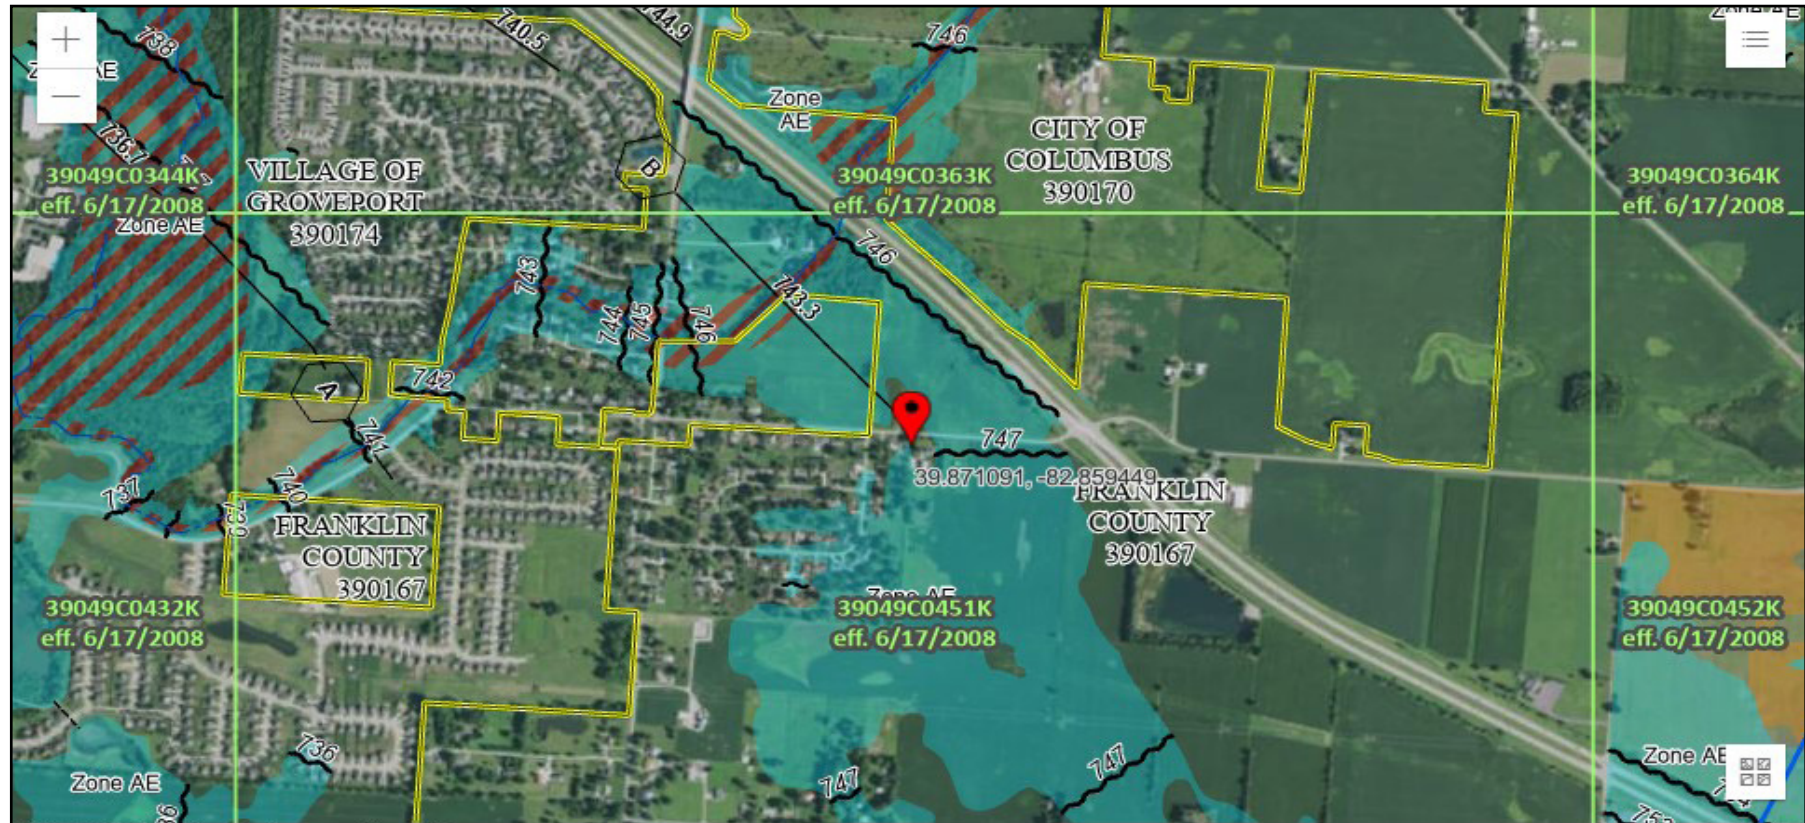 738
740.5
744.9
746
Zone AE
Zone
AE
736.7
VILLAGE OF
GROVEPORT
390174
B
CITY OF
COLUMBUS
390170
39049C0344K
eff. 6/17/2008
39049C0363K
eff. 6/17/2008
39049C0364K
eff. 6/17/2008
Zone AE
746
743
743.3
744
745
746
742
A
741
747
39.871091, -82.859449
740
737
739
FRANKLIN
COUNTY
390167
FRANKLIN
COUNTY
390167
Zone AE
39049C0432K
eff. 6/17/2008
39049C0451K
eff. 6/17/2008
39049C0452K
eff. 6/17/2008
736
747
747
Zone AE
Zone AE